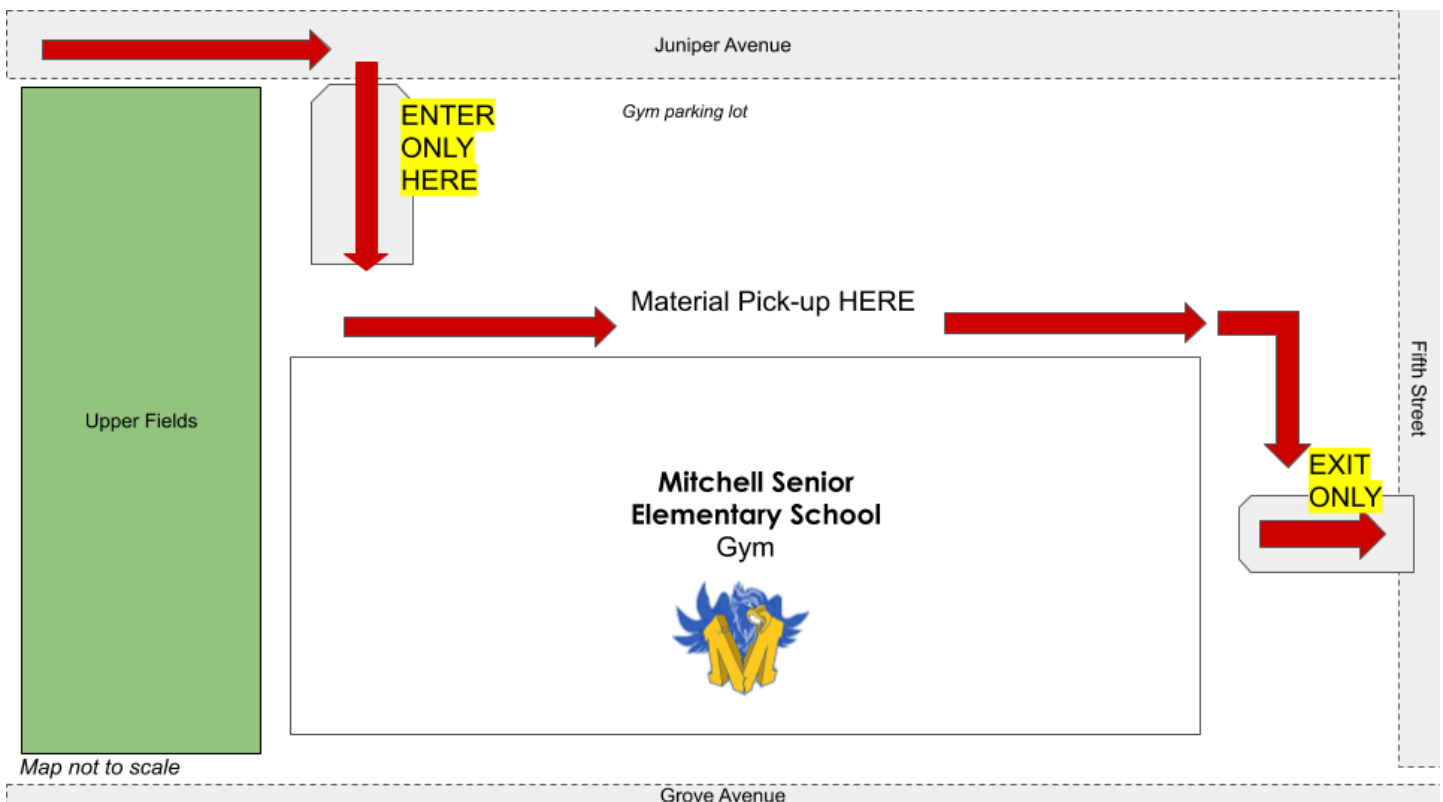 Juniper Avenue
ENTER
ONLY
HERE
Gym parking lot
Material Pick-up HERE
Fifth Street
Upper Fields
EXIT
ONLY
Mitchell Senior
Elementary School
Gym
M
Map not to scale
Grove Avenue